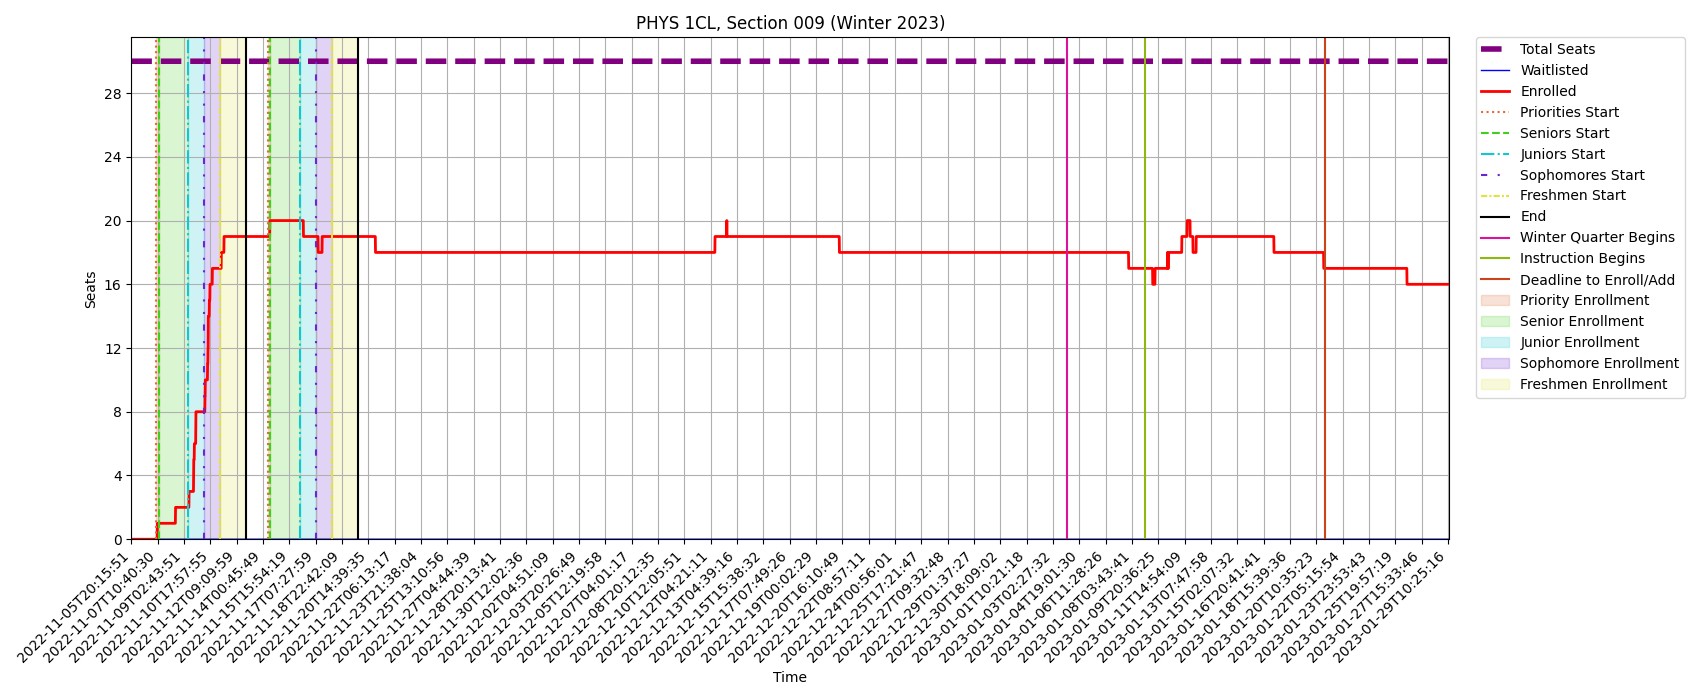 PHYS 1CL, Section 009 (Winter 2023)
Seats
28
24
20
16
12
8
4
0
2022-11-05T20:15:51
2022-11-07T10:40:30
2022-11-09T02:43:51
2022-11-10T17:57:55
2022-11-12T09:09:59
2022-11-14T00:45:49
2022-11-15T15:54:19
2022-11-17T07:27:59
2022-11-18T22:42:09
2022-11-20T14:39:35
2022-11-22T06:13:17
2022-11-23T21:38:04
2022-11-25T13:10:56
2022-11-27T04:44:39
2022-11-28T20:13:41
2022-11-30T12:02:36
2022-12-02T04:51:09
2022-12-03T20:26:49
2022-12-05T12:19:58
2022-12-07T04:01:17
2022-12-08T20:12:35
2022-12-10T12:05:51
2022-12-12T04:21:11
2022-12-13T04:39:16
2022-12-15T15:38:32
2022-12-17T07:49:26
2022-12-19T00:02:29
2022-12-20T16:10:49
2022-12-22T08:57:11
2022-12-24T00:56:01
2022-12-25T17:21:47
2022-12-27T09:32:48
2022-12-29T01:37:27
2022-12-30T18:09:02
2023-01-01T10:21:18
2023-01-03T02:27:32
2023-01-04T19:01:30
2023-01-06T11:28:26
2023-01-08T03:43:41
2023-01-09T20:36:25
2023-01-11T14:54:09
2023-01-13T07:47:58
2023-01-15T02:07:32
2023-01-16T20:41:41
2023-01-18T15:39:36
2023-01-20T10:35:23
2023-01-22T05:15:54
2023-01-23T23:53:43
2023-01-25T19:57:19
2023-01-27T15:33:46
2023-01-29T10:25:16
Time
Total Seats
Waitlisted
Enrolled
Priorities Start
Seniors Start
Juniors Start
Sophomores Start
Freshmen Start
End
Winter Quarter Begins
Instruction Begins
Deadline to Enroll/Add
Priority Enrollment
Senior Enrollment
Junior Enrollment
Sophomore Enrollment
Freshmen Enrollment